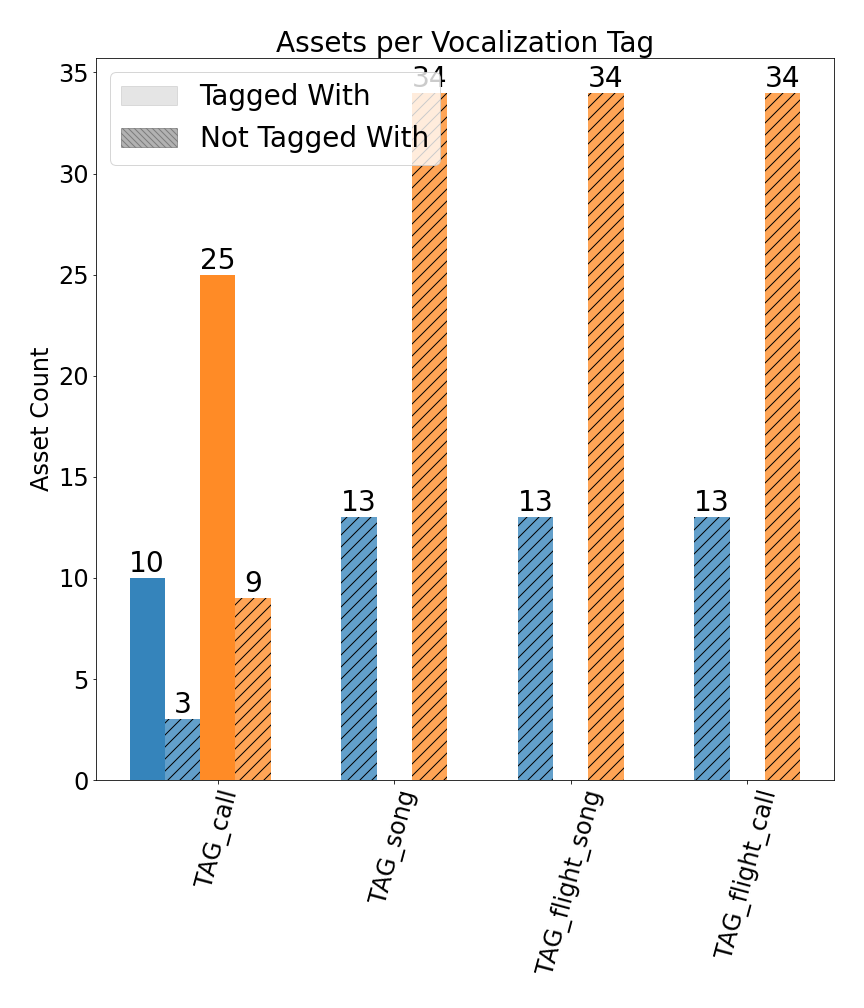 Assets per Vocalization Tag
Tagged With
Not Tagged With
Asset Count
35
30
25
20
15
10
5
0
10
3
25
9
13
34
13
34
13
34
TAG_call
TAG_song
TAG_flight_song
TAG_flight_call